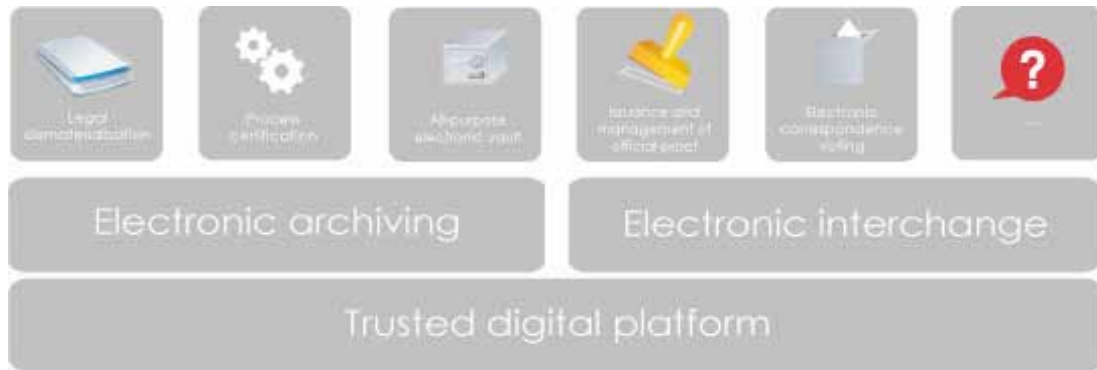 Legal
dematerialisation
Process
certification
All-purpose
electronic vault
Issuance and
management of
official proof
Electronic
correspondence
voting
?
...
Electronic archiving
Electronic interchange
Trusted digital platform